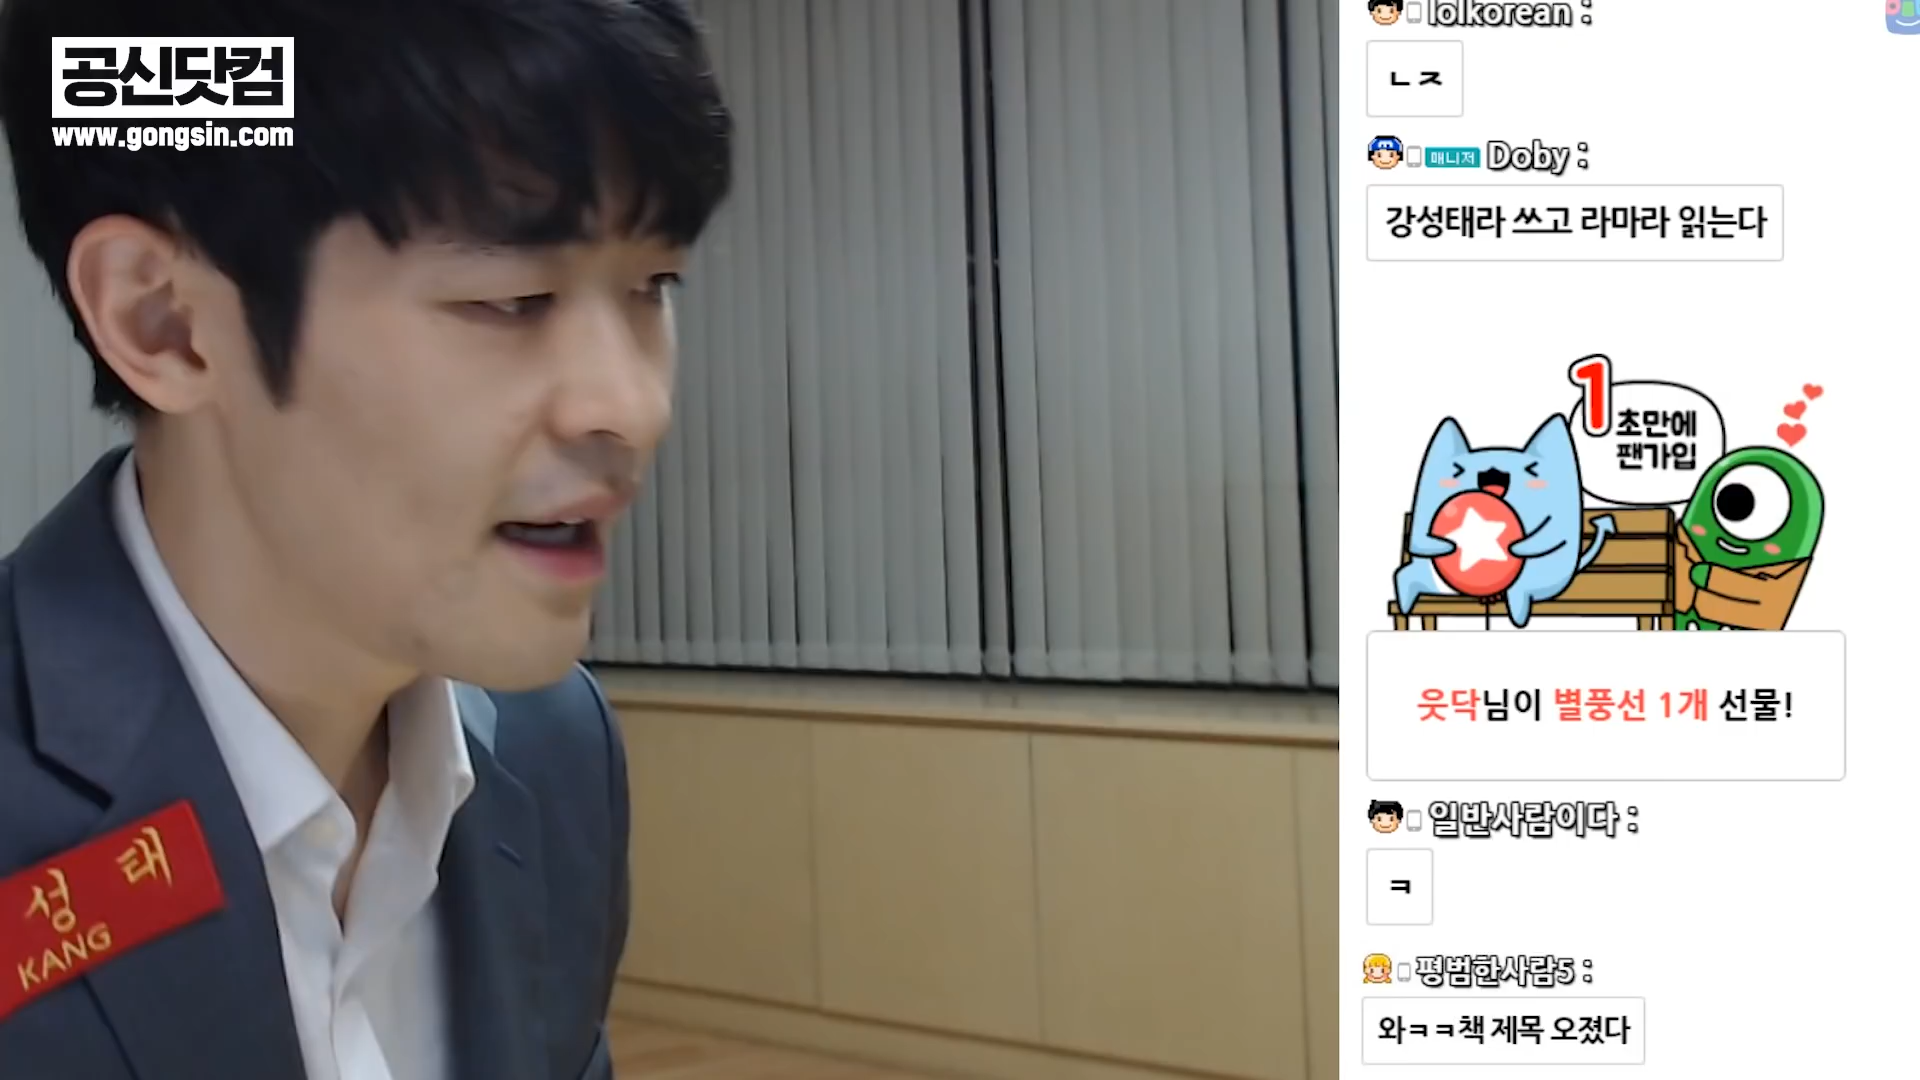 공신닷컴
www.gongsin.com
성 태
KANG
lolkorean :
ㄴㅈ
매니저 Doby :
강성태라 쓰고 라마라 읽는다
1
초만에
팬가입
웃닥님이 별풍선 1개 선물!
일반사람이다 :
ㅋ
평범한사람5 :
와ㅋㅋ책 제목 오졌다